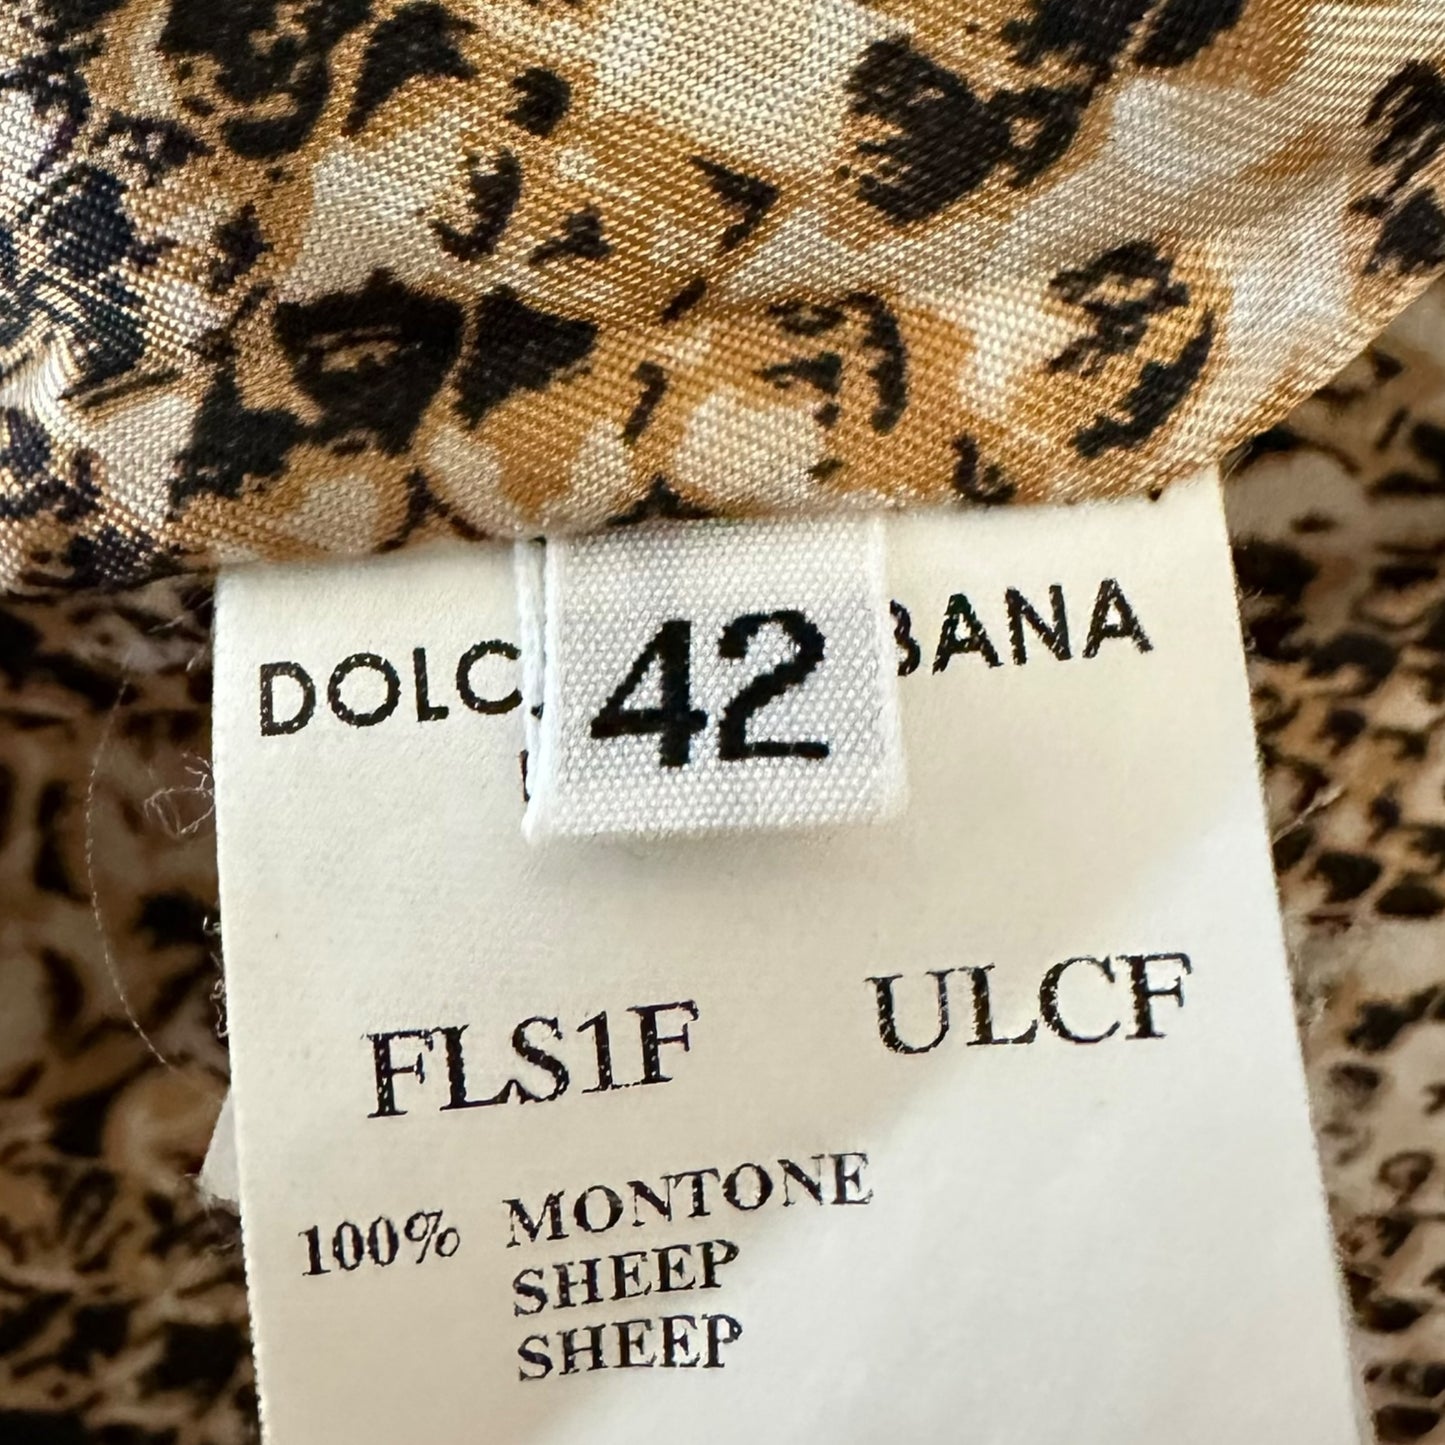 DOLC BANA
42
FLS1F ULCF
100% MONTONE
SHEEP
SHEEP